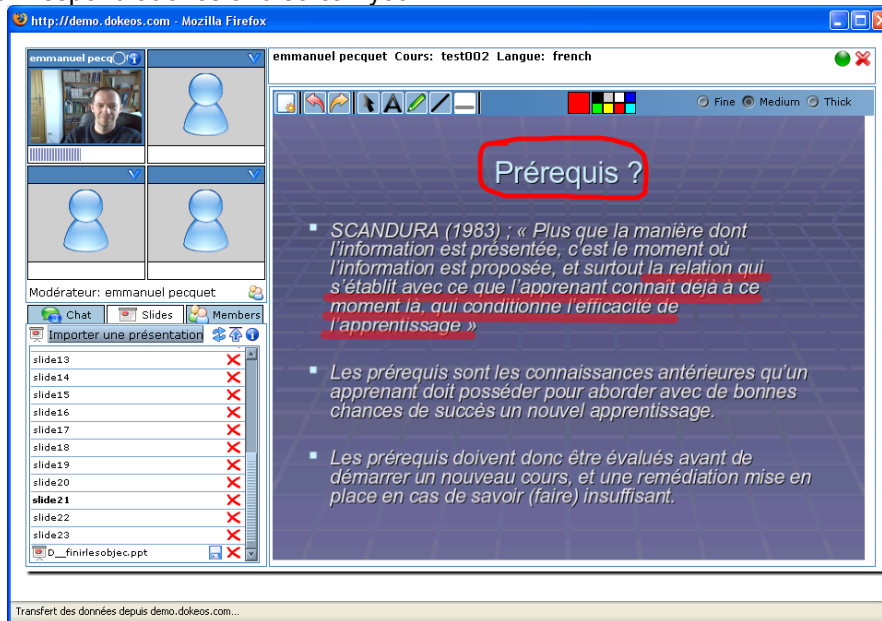 http://demo.dokeos.com - Mozilla Firefox
emmanuel pecq
emmanuel pecquet Cours: test002 Langue: french
Fine Medium Thick
Modérateur: emmanuel pecquet
Chat Slides Members
Importer une présentation
slide13
slide14
slide15
slide16
slide17
slide18
slide19
slide20
slide21
slide22
slide23
D__finirlesobjec.ppt
Prérequis ?
SCANDURA (1983) ; « Plus que la manière dont
l'information est présentée, c'est le moment où
l'information est proposée, et surtout la relation qui
s'établit avec ce que l'apprenant connaît déjà à ce
moment là, qui conditionne l'efficacité de
l'apprentissage »
Les prérequis sont les connaissances antérieures qu'un
apprenant doit posséder pour aborder avec de bonnes
chances de succès un nouvel apprentissage.
Les prérequis doivent donc être évalués avant de
démarrer un nouveau cours, et une remédiation mise en
place en cas de savoir (faire) insuffisant.
Transfert des données depuis demo.dokeos.com...